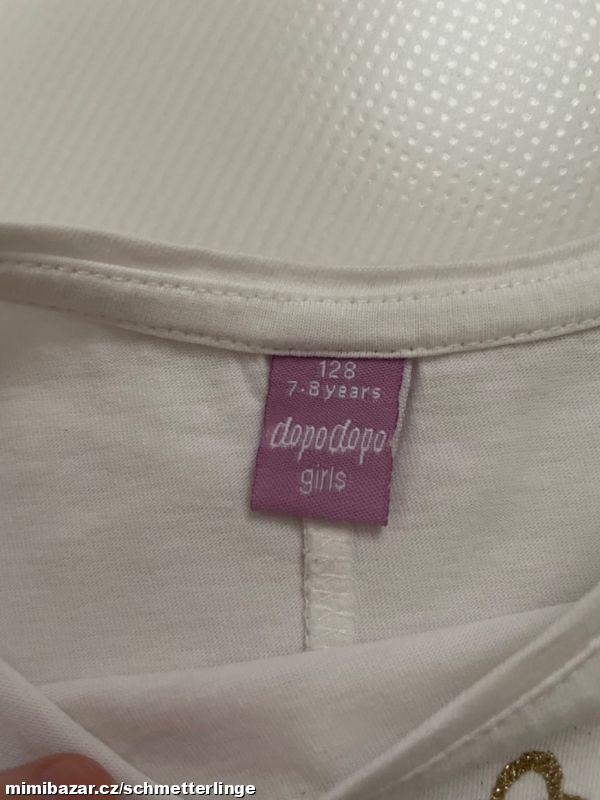 128
7-8 years
dopodopo
girls
mimibazar.cz/schmetterlinge